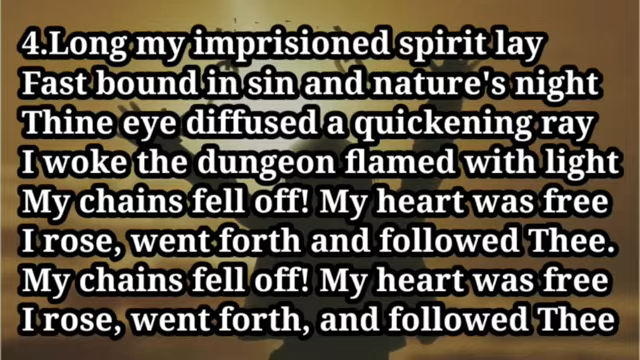 4.Long my imprisioned spirit lay
Fast bound in sin and nature's night
Thine eye diffused a quickening ray
I woke the dungeon flamed with light
My chains fell off! My heart was free
I rose, went forth and followed Thee.
My chains fell off! My heart was free
I rose, went forth, and followed Thee